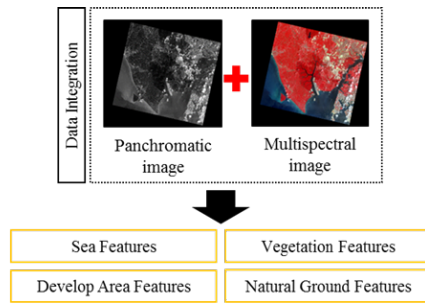 Data Integration
Panchromatic
image
Multispectral
image
Sea Features
Vegetation Features
Develop Area Features
Natural Ground Features